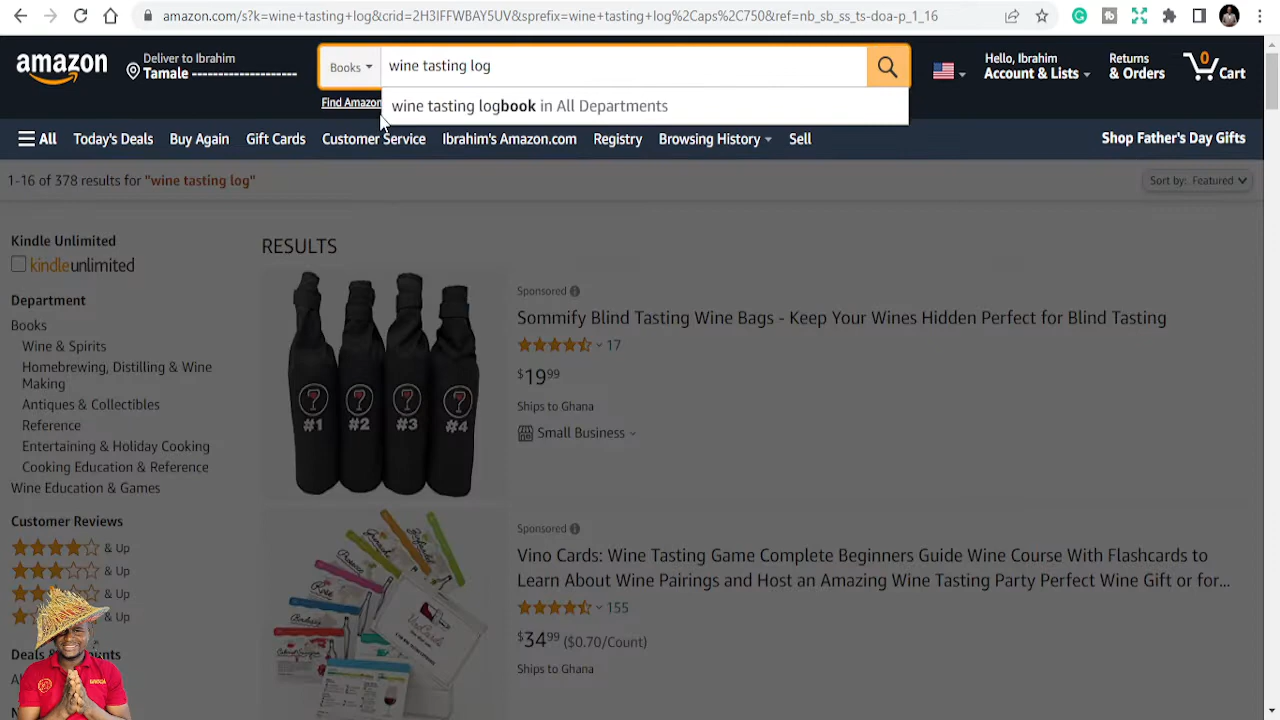 amazon.com/s?k=wine+tasting+log&crid=2H3IFFWBAY5UV&sprefix=wine+tasting+log%2Caps%2C750&ref=nb_sb_ss_ts-doa-p_1_16
amazon
Deliver to Ibrahim
Tamale ------------------
Books
wine tasting log
Hello, Ibrahim
Account & Lists
Returns
& Orders
0
Cart
Find Amazon
wine tasting logbook in All Departments
All
Today's Deals
Buy Again
Gift Cards
Customer Service
Ibrahim's Amazon.com
Registry
Browsing History
Sell
Shop Father's Day Gifts
1-16 of 378 results for "wine tasting log"
Sort by: Featured
Kindle Unlimited
kindleunlimited
Department
Books
Wine & Spirits
Homebrewing, Distilling & Wine
Making
Antiques & Collectibles
Reference
Entertaining & Holiday Cooking
Cooking Education & Reference
Wine Education & Games
Customer Reviews
& Up
& Up
& Up
& Up
RESULTS
#1
#2
#3
#4
Sponsored
Sommify Blind Tasting Wine Bags - Keep Your Wines Hidden Perfect for Blind Tasting
17
$19 99
Ships to Ghana
Small Business
Sponsored
Vino Cards: Wine Tasting Game Complete Beginners Guide Wine Course With Flashcards to
Learn About Wine Pairings and Host an Amazing Wine Tasting Party Perfect Wine Gift or for...
155
$34 99 ($0.70/Count)
Ships to Ghana